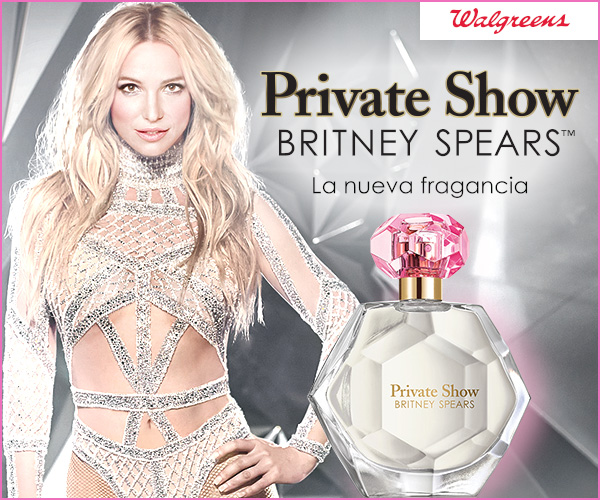 Walgreens
Private Show
BRITNEY SPEARS™
La nueva fragancia
Private Show
BRITNEY SPEARS